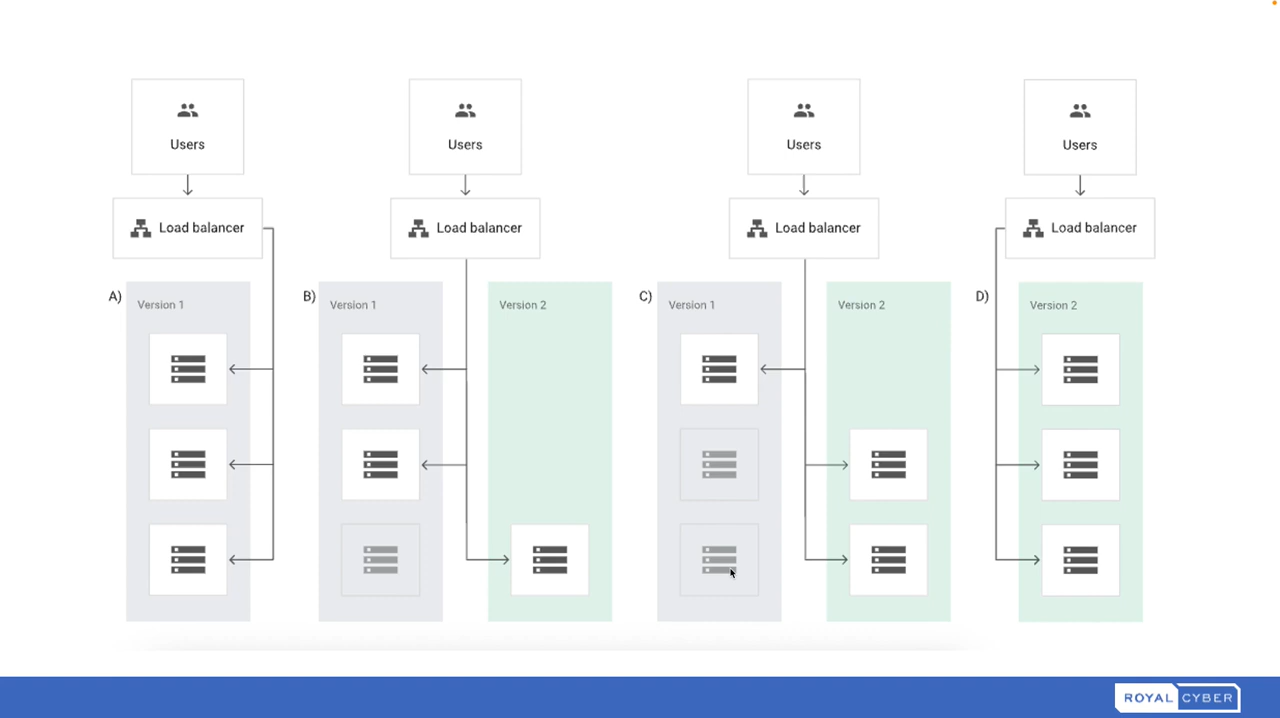 Users
Users
Users
Users
Load balancer
Load balancer
Load balancer
Load balancer
A)
Version 1
B)
Version 1
Version 2
C)
Version 1
Version 2
D)
Version 2
ROYAL CYBER